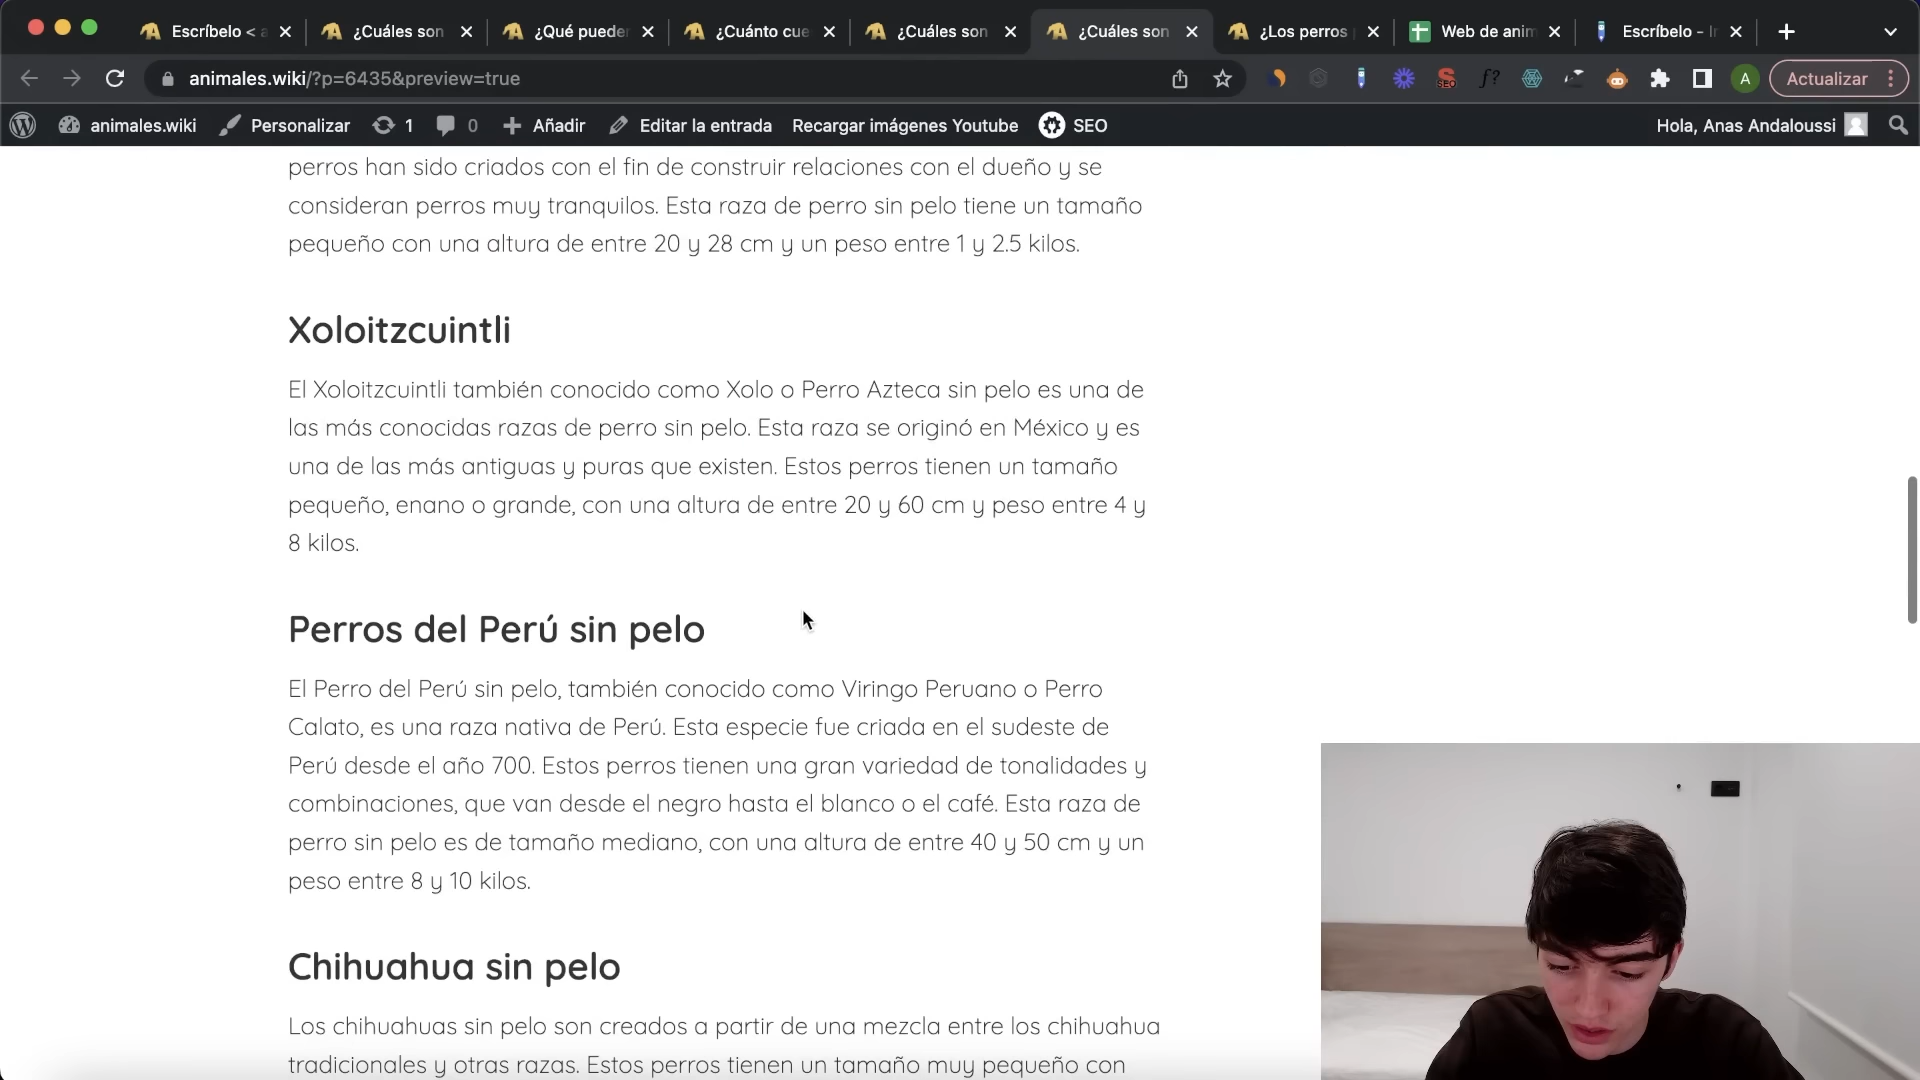 Escríbelo < a
¿Cuáles son
¿Qué pueder
¿Cuánto cue
¿Cuáles son
¿Cuáles son
¿Los perros
Web de anim
Escríbelo - In
animales.wiki/?p=6435&preview=true
SEO
f?
A
Actualizar
animales.wiki
Personalizar
1
0
Añadir
Editar la entrada
Recargar imágenes Youtube
SEO
Hola, Anas Andaloussi
perros han sido criados con el fin de construir relaciones con el dueño y se
consideran perros muy tranquilos. Esta raza de perro sin pelo tiene un tamaño
pequeño con una altura de entre 20 y 28 cm y un peso entre 1 y 2.5 kilos.
Xoloitzcuintli
El Xoloitzcuintli también conocido como Xolo o Perro Azteca sin pelo es una de
las más conocidas razas de perro sin pelo. Esta raza se originó en México y es
una de las más antiguas y puras que existen. Estos perros tienen un tamaño
pequeño, enano o grande, con una altura de entre 20 y 60 cm y peso entre 4 y
8 kilos.
Perros del Perú sin pelo
El Perro del Perú sin pelo, también conocido como Viringo Peruano o Perro
Calato, es una raza nativa de Perú. Esta especie fue criada en el sudeste de
Perú desde el año 700. Estos perros tienen una gran variedad de tonalidades y
combinaciones, que van desde el negro hasta el blanco o el café. Esta raza de
perro sin pelo es de tamaño mediano, con una altura de entre 40 y 50 cm y un
peso entre 8 y 10 kilos.
Chihuahua sin pelo
Los chihuahuas sin pelo son creados a partir de una mezcla entre los chihuahua
tradicionales y otras razas. Estos perros tienen un tamaño muy pequeño con